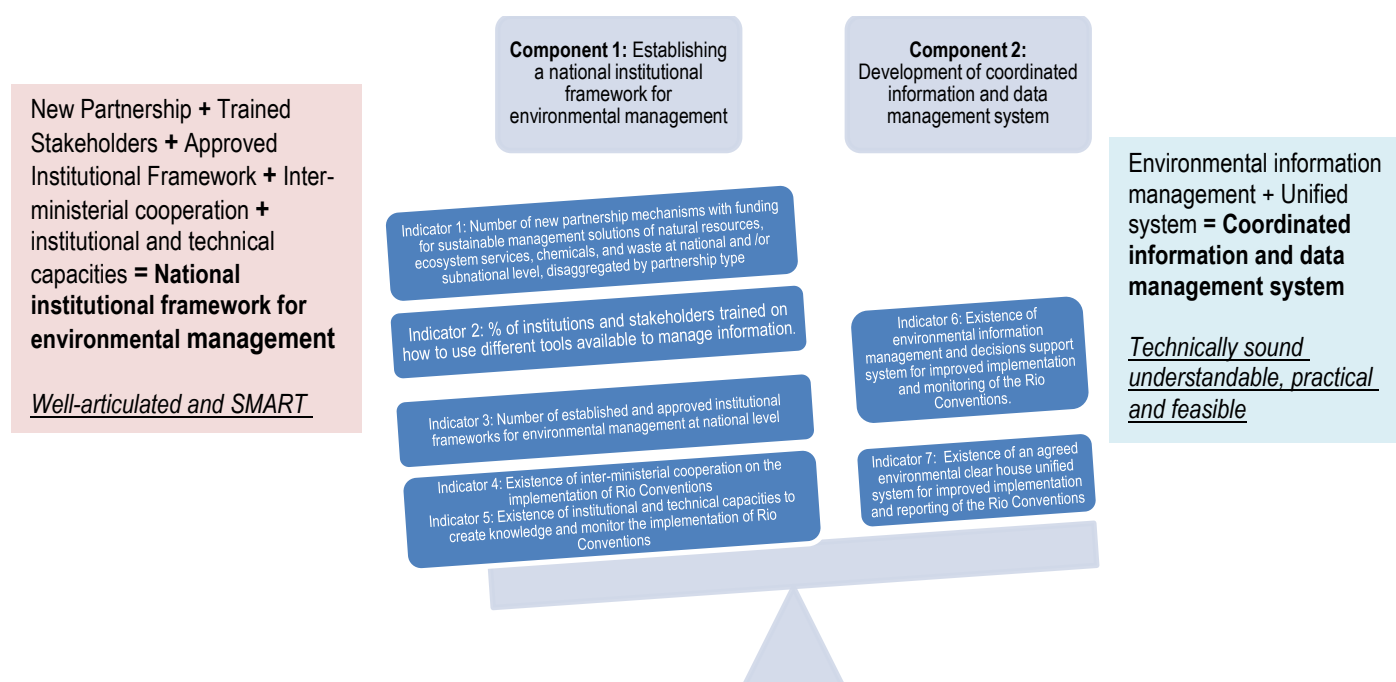 Component 1: Establishing
a national institutional
framework for
environmental management
Component 2:
Development of coordinated
information and data
management system
New Partnership + Trained
Stakeholders + Approved
Institutional Framework + Inter-
ministerial cooperation +
institutional and technical
capacities = National
institutional framework for
environmental management
Well-articulated and SMART
Indicator 1: Number of new partnership mechanisms with funding
for sustainable management solutions of natural resources,
ecosystem services, chemicals, and waste at national and /or
subnational level, disaggregated by partnership type
Indicator 2: % of institutions and stakeholders trained on
how to use different tools available to manage information.
Indicator 3: Number of established and approved institutional
frameworks for environmental management at national level
Indicator 4: Existence of inter-ministerial cooperation on the
implementation of Rio Conventions
Indicator 5: Existence of institutional and technical capacities to
create knowledge and monitor the implementation of Rio
Conventions
Indicator 6: Existence of
environmental information
management and decisions support
system for improved implementation
and monitoring of the Rio
Conventions.
Indicator 7: Existence of an agreed
environmental clear house unified
system for improved implementation
and reporting of the Rio Conventions
Environmental information
management + Unified
system = Coordinated
information and data
management system
Technically sound
understandable, practical
and feasible